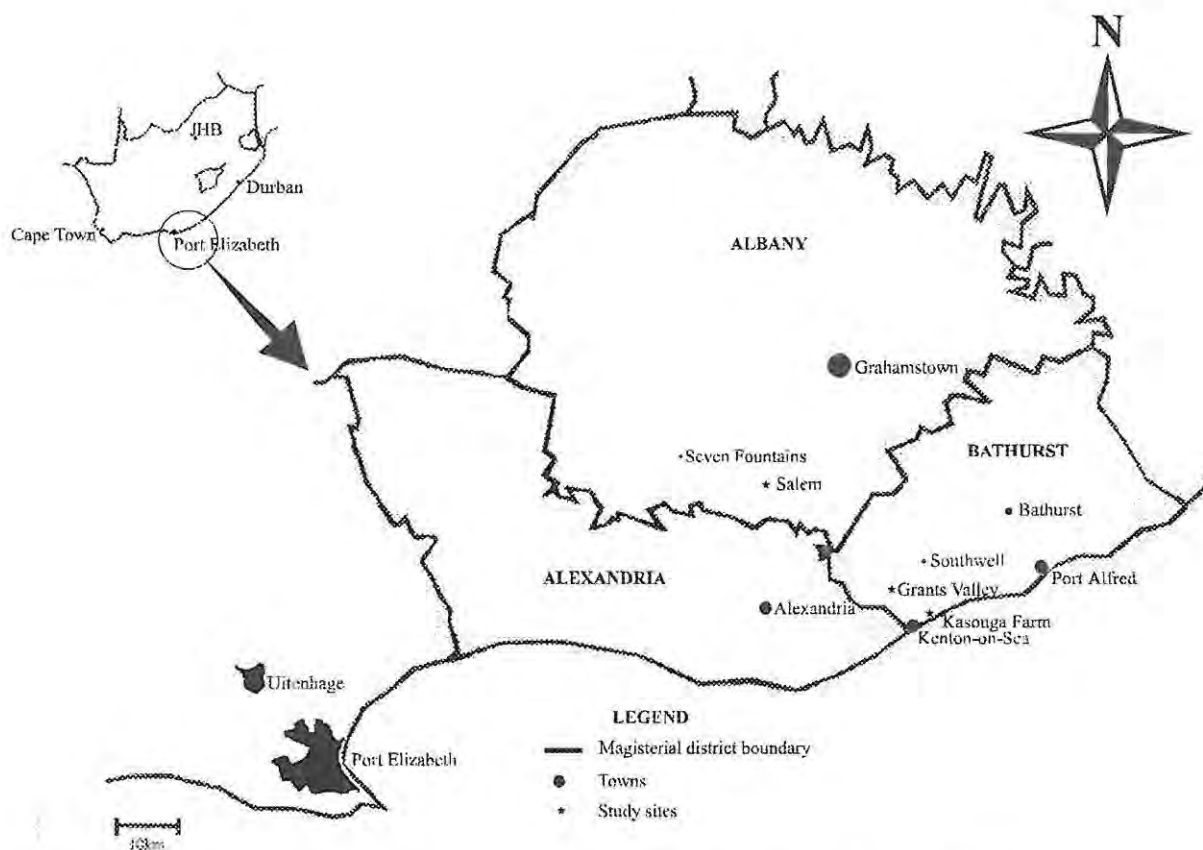 N
JHB
Durban
Cape Town
Port Elizabeth
ALBANY
Grahamstown
BATHURST
Seven Fountains
Salem
Bathurst
Southwell
ALEXANDRIA
Port Alfred
Grants Valley
Alexandria
Kasouga Farm
Kenton-on-Sea
Uitenhage
LEGEND
Magisterial district boundary
Port Elizabeth
Towns
Study sites
10km